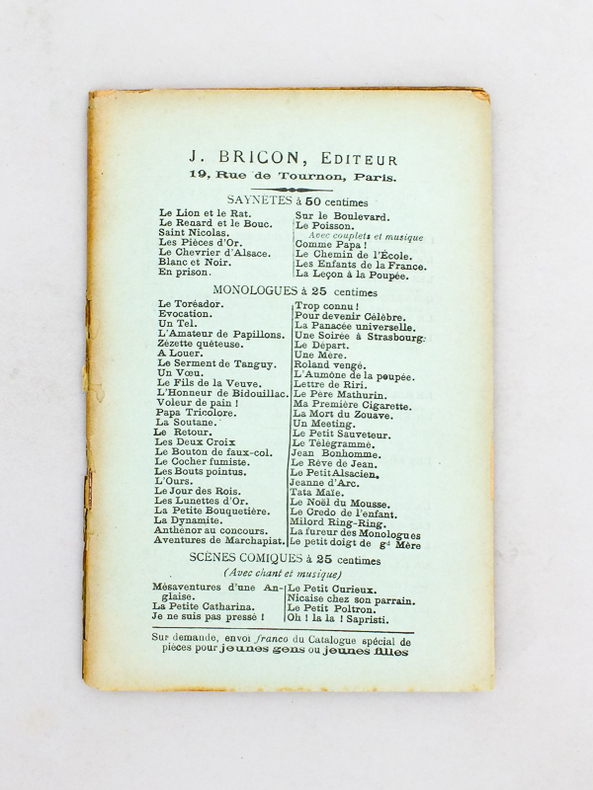 J. BRICON, EDITEUR
19, Rue de Tournon, Paris.
SAYNETES à 50 centimes
Le Lion et le Rat.
Le Renard et le Bouc.
Saint Nicolas.
Les Pièces d'Or.
Le Chevrier d'Alsace.
Blanc et Noir.
En prison.
Sur le Boulevard.
Le Poisson.
Avec couplets et musique
Comme Papa !
Le Chemin de l'École.
Les Enfants de la France.
La Leçon à la Poupée.
MONOLOGUES à 25 centimes
Le Toréador.
Evocation.
Un Tel.
L'Amateur de Papillons.
Zézette quêteuse.
A Louer.
Le Serment de Tanguy.
Un Vœu.
Le Fils de la Veuve.
L'Honneur de Bidouillac.
Voleur de pain !
Papa Tricolore.
La Soutane.
Le Retour.
Les Deux Croix
Le Bouton de faux-col.
Le Cocher fumiste.
Les Bouts pointus.
L'Ours.
Le Jour des Rois.
Les Lunettes d'Or.
La Petite Bouquetière.
La Dynamite.
Anthénor au concours.
Aventures de Marchapiat.
Trop connu !
Pour devenir Célèbre.
La Panacée universelle.
Une Soirée à Strasbourg.
Le Départ.
Une Mère.
Roland vengé.
L'Aumône de la poupée.
Lettre de Riri.
Le Père Mathurin.
Ma Première Cigarette.
La Mort du Zouave.
Un Meeting.
Le Petit Sauveteur.
Le Télégramme.
Jean Bonhomme.
Le Rêve de Jean.
Le Petit Alsacien.
Jeanne d'Arc.
Tata Maïe.
Le Noël du Mousse.
Le Credo de l'enfant.
Milord Ring-Ring.
La fureur des Monologues
Le petit doigt de gd Mère
SCÈNES COMIQUES à 25 centimes
(Avec chant et musique)
Mésaventures d'une An-
glaise.
La Petite Catharina.
Je ne suis pas pressé !
Le Petit Curieux.
Nicaise chez son parrain.
Le Petit Poltron.
Oh ! la la ! Sapristi.
Sur demande, envoi franco du Catalogue spécial de
pièces pour jeunes gens ou jeunes filles